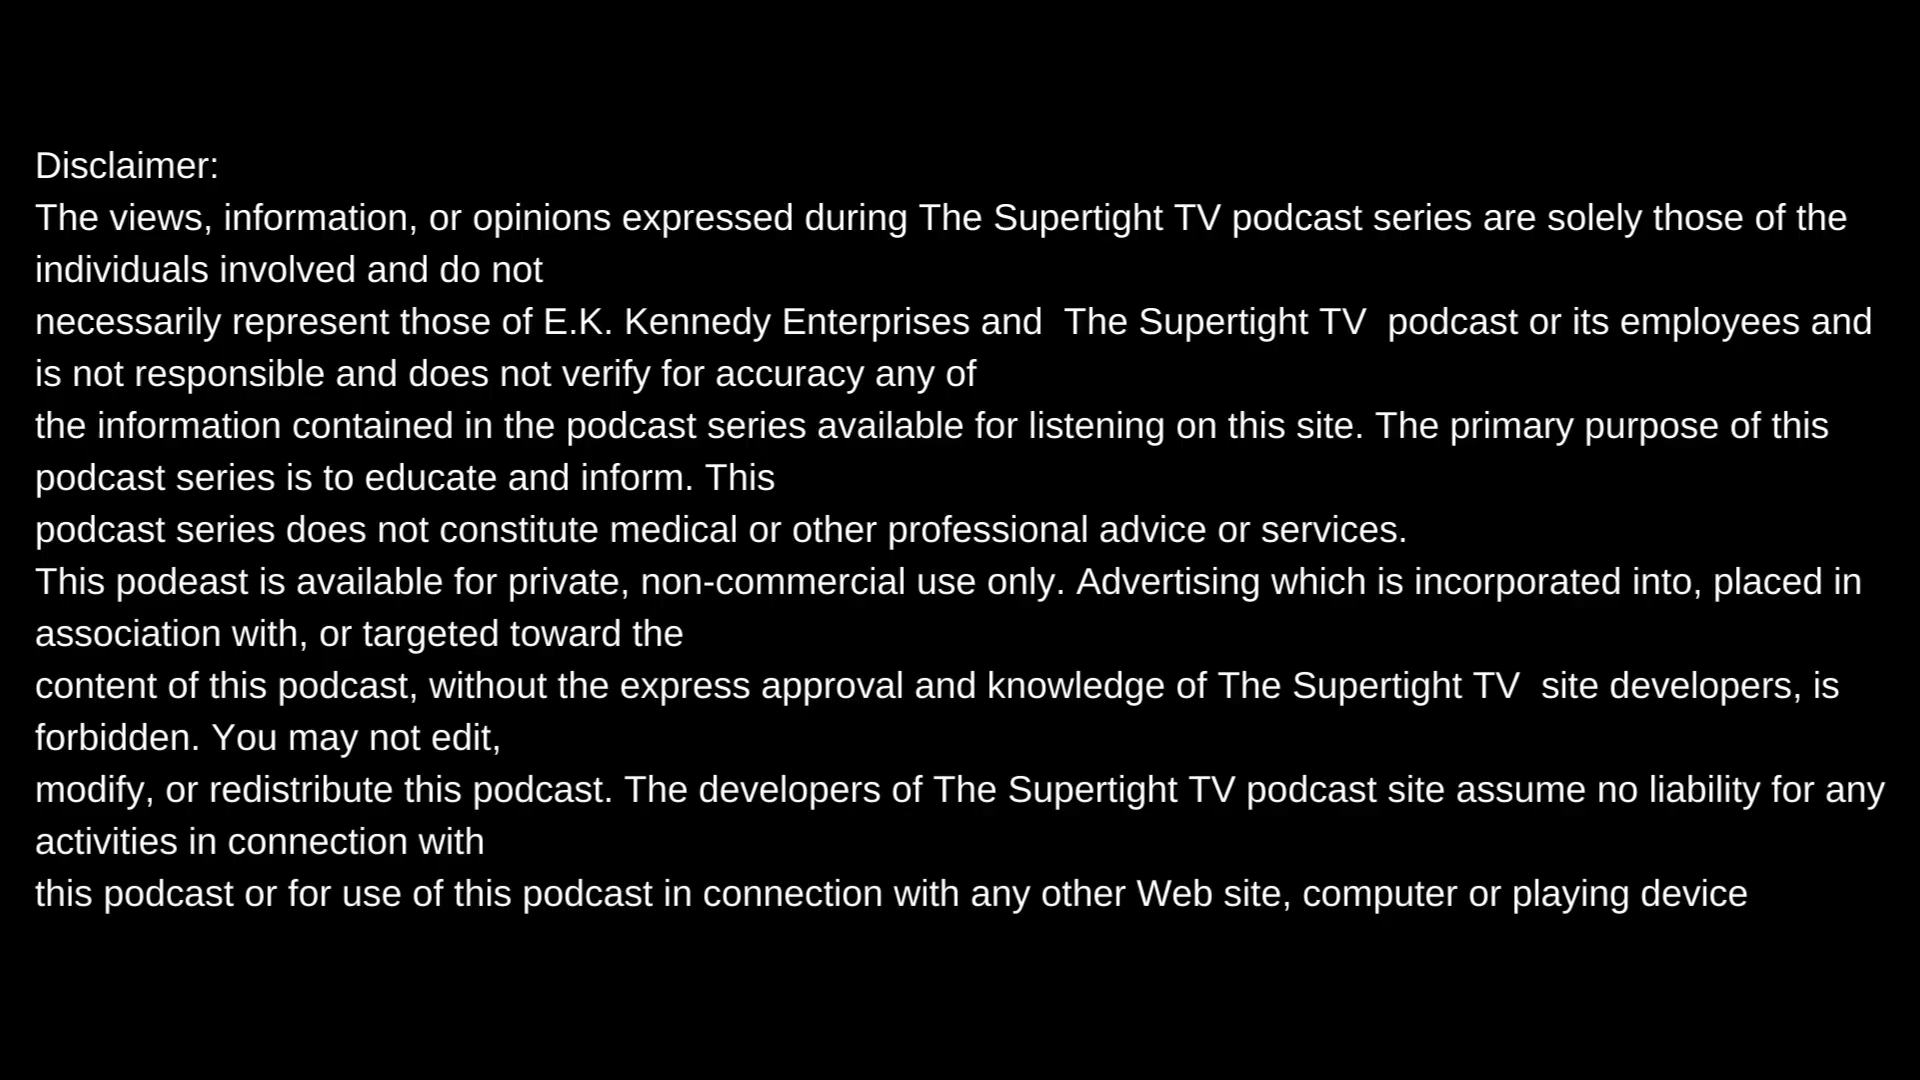 Disclaimer:
The views, information, or opinions expressed during The Supertight TV podcast series are solely those of the
individuals involved and do not
necessarily represent those of E.K. Kennedy Enterprises and  The Supertight TV  podcast or its employees and
is not responsible and does not verify for accuracy any of
the information contained in the podcast series available for listening on this site. The primary purpose of this
podcast series is to educate and inform. This
podcast series does not constitute medical or other professional advice or services.
This podeast is available for private, non-commercial use only. Advertising which is incorporated into, placed in
association with, or targeted toward the
content of this podcast, without the express approval and knowledge of The Supertight TV  site developers, is
forbidden. You may not edit,
modify, or redistribute this podcast. The developers of The Supertight TV podcast site assume no liability for any
activities in connection with
this podcast or for use of this podcast in connection with any other Web site, computer or playing device